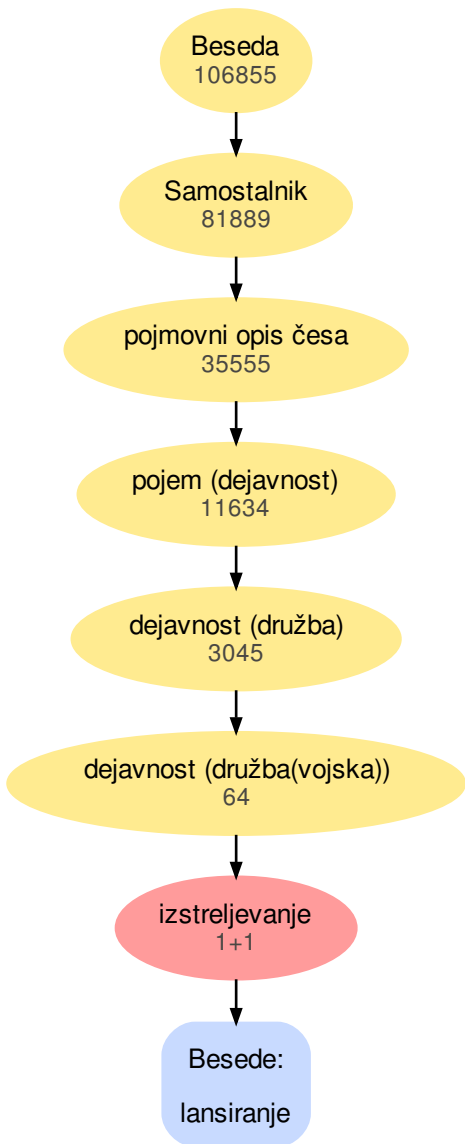 Beseda
106855
Samostalnik
81889
pojmovni opis česa
35555
pojem (dejavnost)
11634
dejavnost (družba)
3045
dejavnost (družba(vojska))
64
izstreljevanje
1+1
Besede:
lansiranje